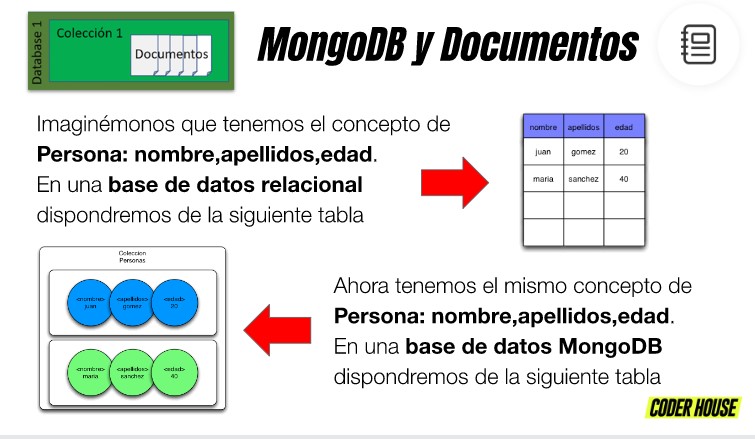 Database 1
Colección 1
Documentos
MongoDB y Documentos
Imaginémonos que tenemos el concepto de
Persona: nombre,apellidos,edad.
En una base de datos relacional
dispondremos de la siguiente tabla
nombre apellidos edad
juan gomez 20
maria sanchez 40
Coleccion
Personas
<nombre> <apellidos> <edad>
juan gomez 20
<nombre> <apellidos> <edad>
maria sanchez 40
Ahora tenemos el mismo concepto de
Persona: nombre,apellidos,edad.
En una base de datos MongoDB
dispondremos de la siguiente tabla
CODER HOUSE